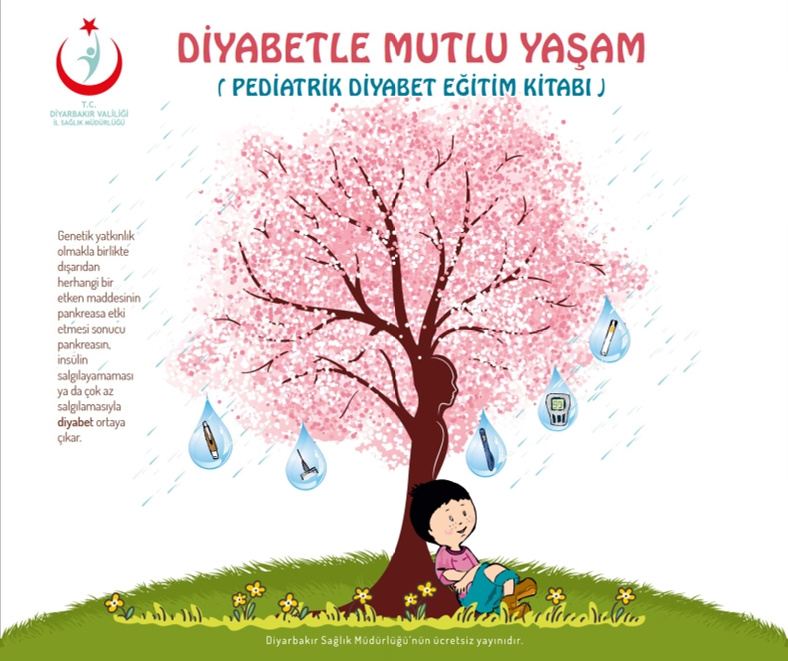 DİYABETLE MUTLU YAŞAM
( PEDİATRİK DİYABET EĞİTİM KİTABI )
T.C.
DİYARBAKIR VALİLİĞİ
İL SAĞLIK MÜDÜRLÜĞÜ
Genetik yatkınlık
olmakla birlikte
dışarıdan
herhangi bir
etken maddesinin
pankreasa etki
etmesi sonucu
pankreasın,
insülin
salgılayamaması
ya da çok az
salgılamasıyla
diyabet ortaya
çıkar.
Diyarbakır Sağlık Müdürlüğü'nün ücretsiz yayınıdır.